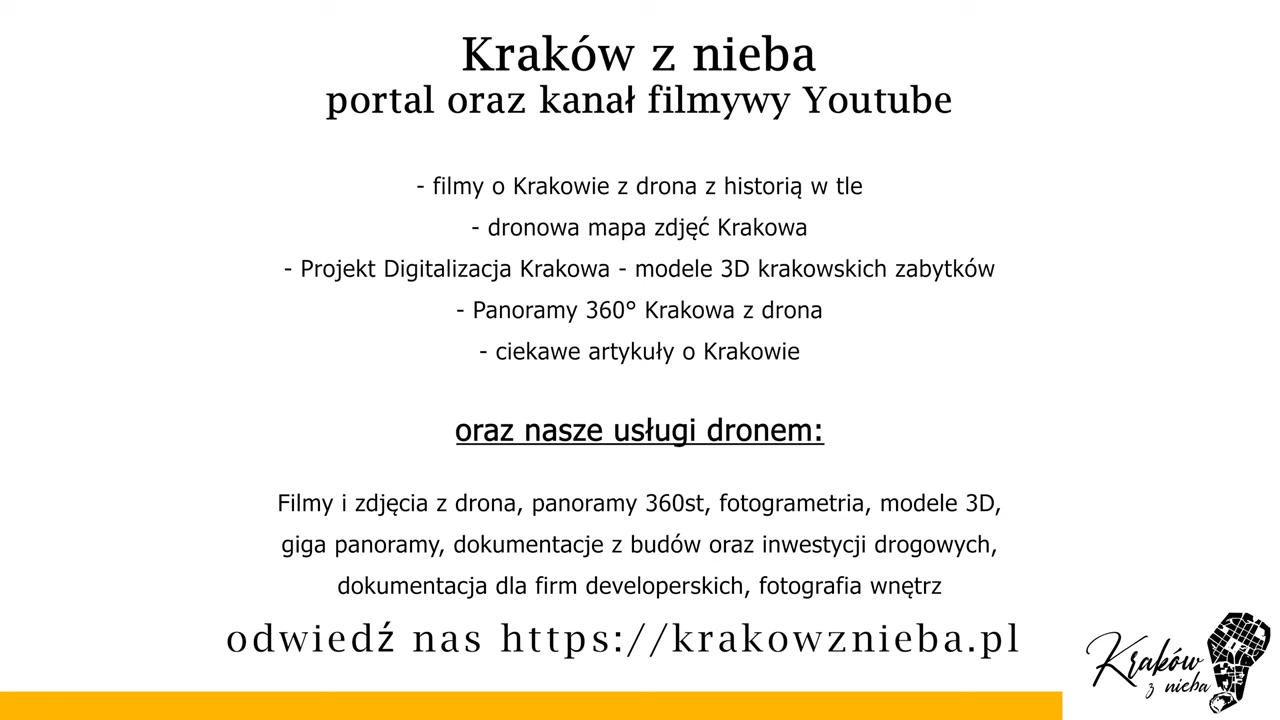 Kraków z nieba
portal oraz kanał filmywy Youtube
- filmy o Krakowie z drona z historią w tle
- dronowa mapa zdjęć Krakowa
- Projekt Digitalizacja Krakowa - modele 3D krakowskich zabytków
- Panoramy 360° Krakowa z drona
- ciekawe artykuły o Krakowie
oraz nasze usługi dronem:
Filmy i zdjęcia z drona, panoramy 360st, fotogrametria, modele 3D,
giga panoramy, dokumentacje z budów oraz inwestycji drogowych,
dokumentacja dla firm developerskich, fotografia wnętrz
odwiedź nas https://krakowznieba.pl
Kraków
z nieba